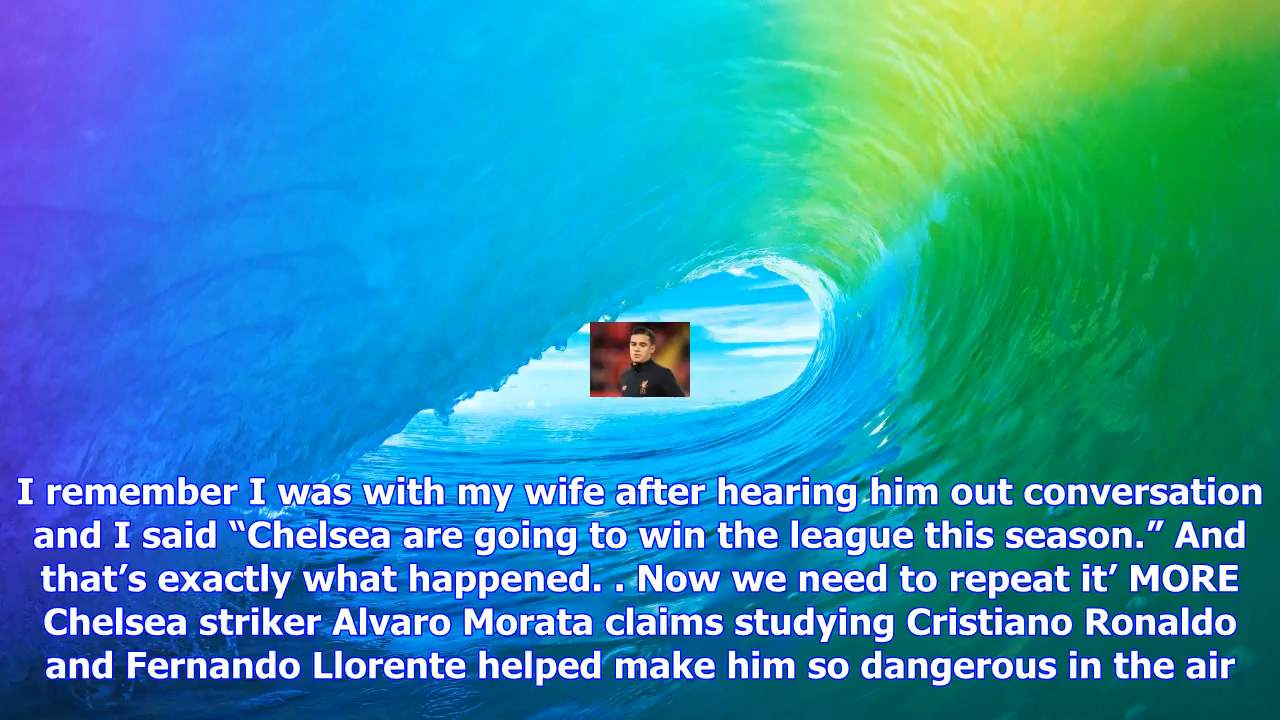 I remember I was with my wife after hearing him out conversation
and I said “Chelsea are going to win the league this season.” And
that’s exactly what happened. . Now we need to repeat it’ MORE
Chelsea striker Alvaro Morata claims studying Cristiano Ronaldo
and Fernando Llorente helped make him so dangerous in the air